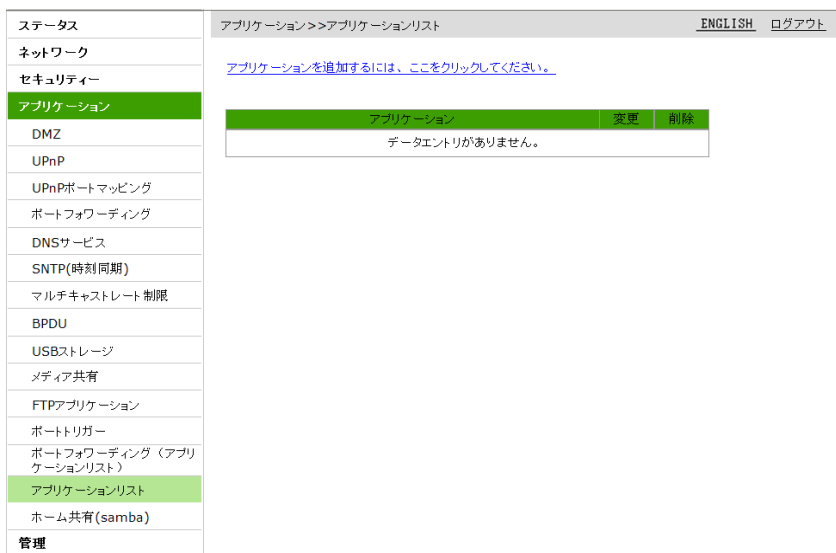 ステータス
ネットワーク
セキュリティー
アプリケーション
DMZ
UPnP
UPnPポートマッピング
ポートフォワーディング
DNSサービス
SNTP(時刻同期)
マルチキャストレート制限
BPDU
USBストレージ
メディア共有
FTPアプリケーション
ポートトリガー
ポートフォワーディング（アプリ
ケーションリスト）
アプリケーションリスト
ホーム共有(samba)
管理
アプリケーション>>アプリケーションリスト ENGLISH ログアウト
アプリケーションを追加するには、ここをクリックしてください。
アプリケーション 変更 削除
データエントリがありません。